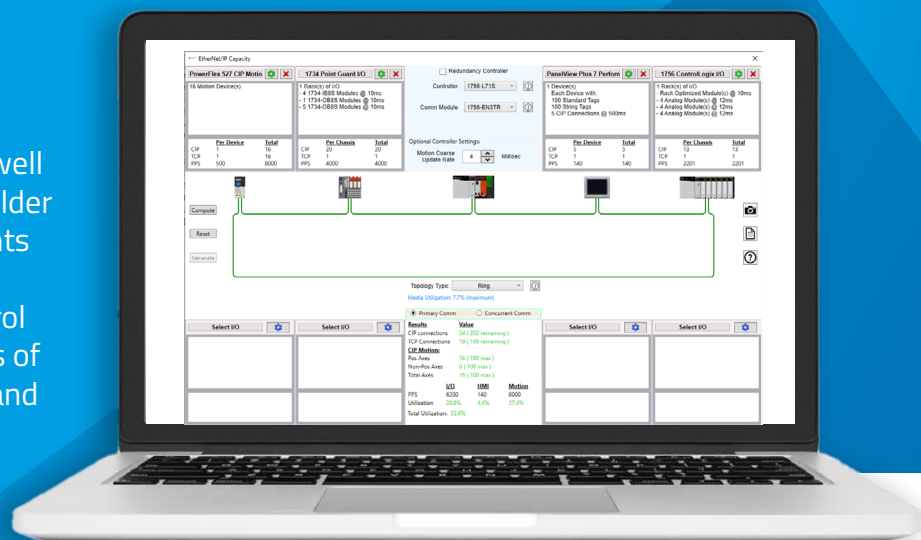 well
lder
nts
rol
s of
and
EtherNet/IP Capacity
PowerFlex 527 CIP Motio
16 Motion Device(s)
Per Device Total
CIP 1 16
TCP 1 16
PPS 500 8000
1734 Point Guard I/O
1 Rack(s) of I/O
- 4 1734-IB8S Modules @ 10ms
- 1 1734-OB8S Modules @ 10ms
- 5 1734-OB8S Modules @ 10ms
Per Chassis Total
CIP 20 20
TCP 1 1
PPS 4000 4000
Redundancy Controller
Controller: 1756-L71S
Comm Module: 1756-EN3TR
Optional Controller Settings:
Motion Coarse
Update Rate 4 Millisec
PanelView Plus 7 Perform
1 Device(s)
Each Device with:
100 Standard Tags
100 String Tags
5 CIP Connections @ 500ms
Per Device Total
CIP 5 5
TCP 1 1
PPS 140 140
1756 ControlLogix I/O
1 Rack(s) of I/O
- Rack Optimized Module(s) @ 10ms
- 4 Analog Module(s) @ 12ms
- 4 Analog Module(s) @ 12ms
- 4 Analog Module(s) @ 12ms
Per Chassis Total
CIP 13 13
TCP 1 1
PPS 2201 2201
Compute
Reset
Generate
Topology Type: Ring
Media Utilization: 7.7% (maximum)
Primary Comm Concurrent Comm
Select I/O
Select I/O
Results Value
CIP connections 54 ( 202 remaining )
TCP Connections 19 ( 109 remaining )
CIP Motion:
Pos Axes 16 ( 100 max )
Non-Pos Axes 0 ( 100 max )
Total Axes 16 ( 100 max )
I/O HMI Motion
PPS 6200 140 8000
Utilization 20.8% 4.4% 27.4%
Total Utilization: 52.6%
Select I/O
Select I/O